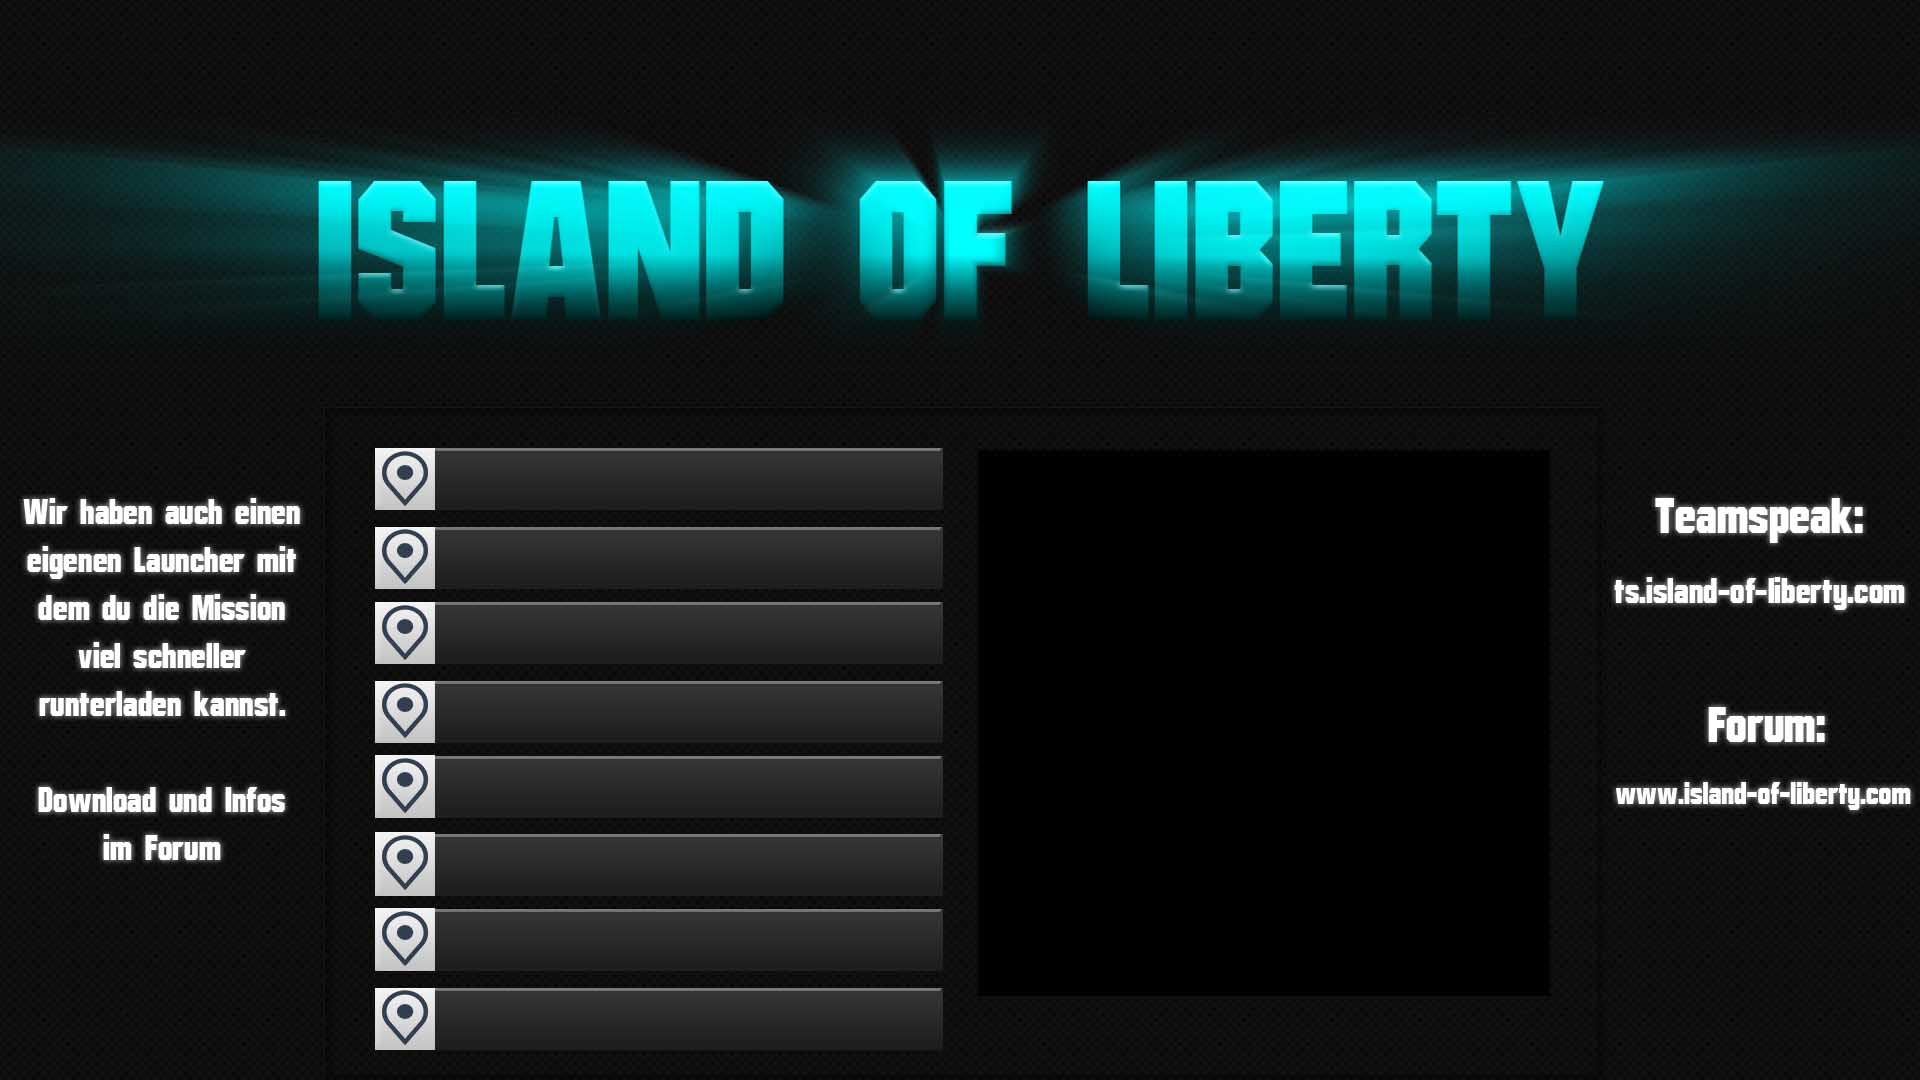 ISLAND OF LIBERTY
Wir haben auch einen
eigenen Launcher mit
dem du die Mission
viel schneller
runterladen kannst.
Download und Infos
im Forum
Teamspeak:
ts.island-of-liberty.com
Forum:
www.island-of-liberty.com